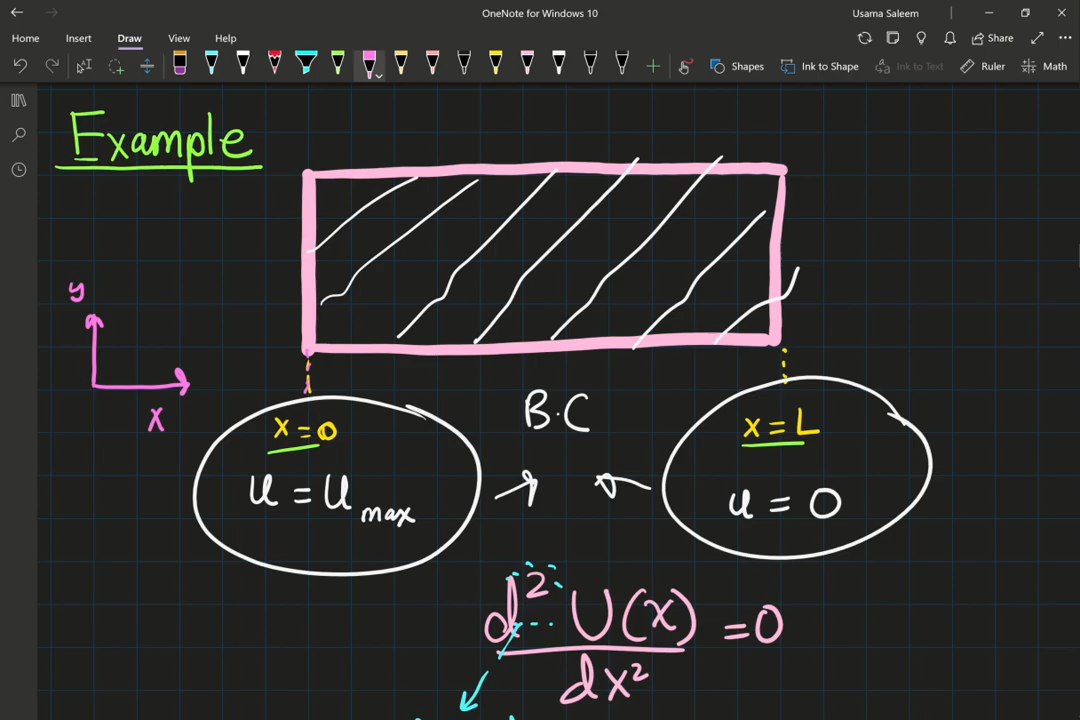 OneNote for Windows 10
Usama Saleem
Home Insert Draw View Help
Share
Shapes Ink to Shape Ink to Text Ruler Math
Example
y
x
B.C
x = 0
u = u max
x = L
u = 0
d² U(x) = 0
dx²